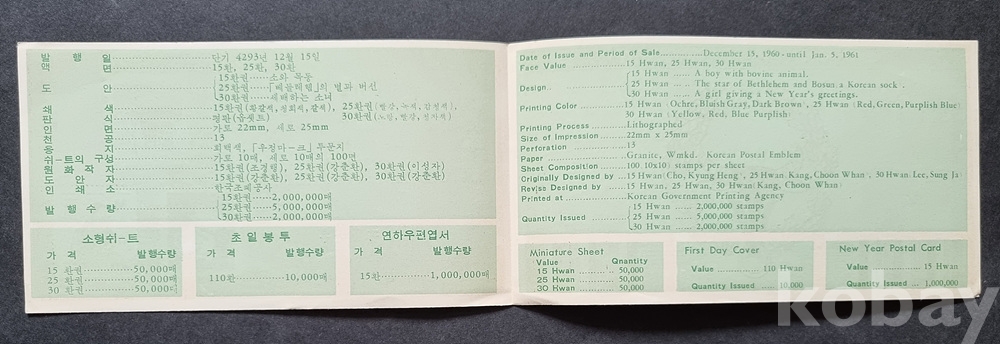 발 행 일 단기 4293년 12월 15일
액 면 15환, 25환, 30환
도 안 15환권……소와 목동
25환권……「베들레헴」의 별과 버선
30환권……세배하는 소녀
쇄 색 15환권(황갈색, 청회색, 갈색), 25환권(빨강, 녹색, 감청색),
판 식 평판(옵셋트) 30환권(노랑, 빨강, 청자색)
인 면 가로 22mm, 세로 25mm
천 공 13
용 지 회백색, 「우정마—크」투문지
쉬—트의 구성 가로 10매, 세로 10매의 100면
원 화 작 자 15환권(조경형), 25환권(강춘환), 30환권(이성자)
도 안 자 15환권(강춘환), 25환권(강춘환), 30환권(강춘환)
인 쇄 소 한국조폐공사
발 행 수 량 15환권……2,000,000매
25환권……5,000,000매
30환권……2,000,000매
소형쉬—트
가 격 발행수량
15 환권……50,000매
25 환권……50,000매
30 환권……50,000매
초 일 봉 투
가 격 발행수량
110환……10,000매
연하우편엽서
가 격 발행수량
15환……1,000,000매
Date of Issue and Period of Sale……December 15, 1960—until Jan. 5, 1961
Face Value……15 Hwan, 25 Hwan, 30 Hwan
Design 15 Hwan …… A boy with bovine animal.
25 Hwan …… The star of Bethlehem and Bosun a Korean sock.
30 Hwan …… A girl giving a New Year's greetings.
Printing Color……15 Hwan (Ochre, Bluish Gray, Dark Brown), 25 Hwan (Red, Green, Purplish Blue)
30 Hwan (Yellow, Red, Blue Purplish)
Printing Process……Lithographed
Size of Impression……22mm x 25mm
Perforation……13
Paper……Granite, Wmkd. Korean Postal Emblem
Sheet Composition……100 (10x10) stamps per sheet
Originally Designed by…15 Hwan (Cho, Kyung Heng), 25 Hwan (Kang, Choon Whan), 30 Hwan (Lee, Sung Ja)
Revise Designed by……15 Hwan, 25 Hwan, 30 Hwan (Kang, Choon Whan)
Printed at……Korean Government Printing Agency
Quantity Issued 15 Hwan …… 2,000,000 stamps
25 Hwan …… 5,000,000 stamps
30 Hwan …… 2,000,000 stamps
Miniature Sheet
Value Qnantity
15 Hwan …… 50,000
25 Hwan …… 50,000
30 Kwan …… 50,000
First Day Cover
Value……110 Hwan
Quantity Issued……10,000
New Year Postal Card
Value……15 Hwan
Quantity Issued……1,000,000
kobay